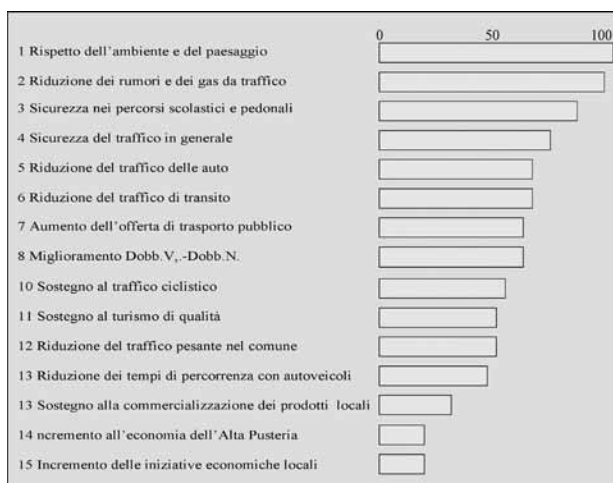 0 50 100
1 Rispetto dell'ambiente e del paesaggio
2 Riduzione dei rumori e dei gas da traffico
3 Sicurezza nei percorsi scolastici e pedonali
4 Sicurezza del traffico in generale
5 Riduzione del traffico delle auto
6 Riduzione del traffico di transito
7 Aumento dell'offerta di trasporto pubblico
8 Miglioramento Dobb.V,.-Dobb.N.
10 Sostegno al traffico ciclistico
11 Sostegno al turismo di qualità
12 Riduzione del traffico pesante nel comune
13 Riduzione dei tempi di percorrenza con autoveicoli
13 Sostegno alla commercializzazione dei prodotti locali
14 ncremento all'economia dell'Alta Pusteria
15 Incremento delle iniziative economiche locali